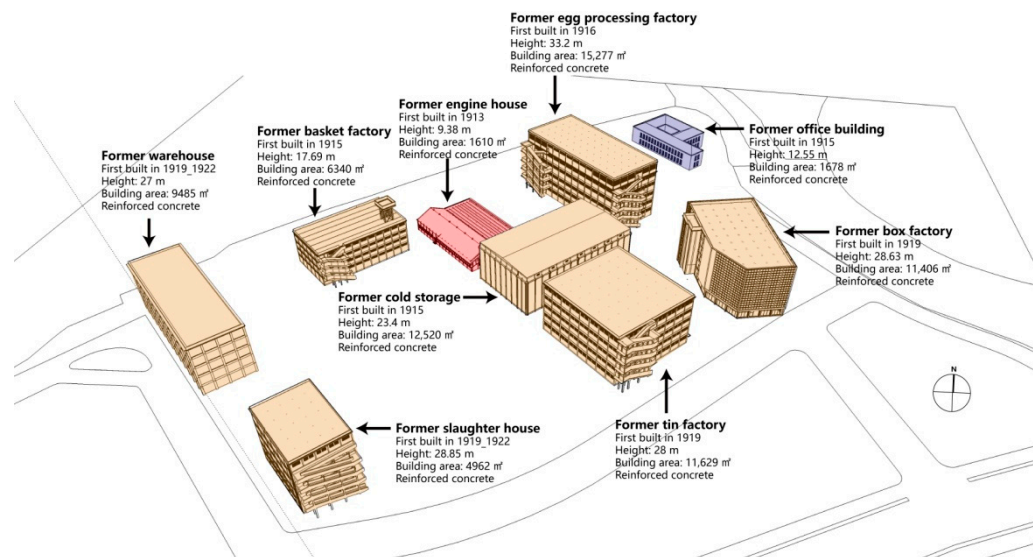 Former egg processing factory
First built in 1916
Height: 33.2 m
Building area: 15,277 ㎡
Reinforced concrete
Former engine house
First built in 1913
Height: 9.38 m
Building area: 1610 ㎡
Reinforced concrete
Former basket factory
First built in 1915
Height: 17.69 m
Building area: 6340 ㎡
Reinforced concrete
Former office building
First built in 1915
Height: 12.55 m
Building area: 1678 ㎡
Reinforced concrete
Former warehouse
First built in 1919_1922
Height: 27 m
Building area: 9485 ㎡
Reinforced concrete
Former box factory
First built in 1919
Height: 28.63 m
Building area: 11,406 ㎡
Reinforced concrete
Former cold storage
First built in 1915
Height: 23.4 m
Building area: 12,520 ㎡
Reinforced concrete
N
Former tin factory
First built in 1919
Height: 28 m
Building area: 11,629 ㎡
Reinforced concrete
Former slaughter house
First built in 1919_1922
Height: 28.85 m
Building area: 4962 ㎡
Reinforced concrete